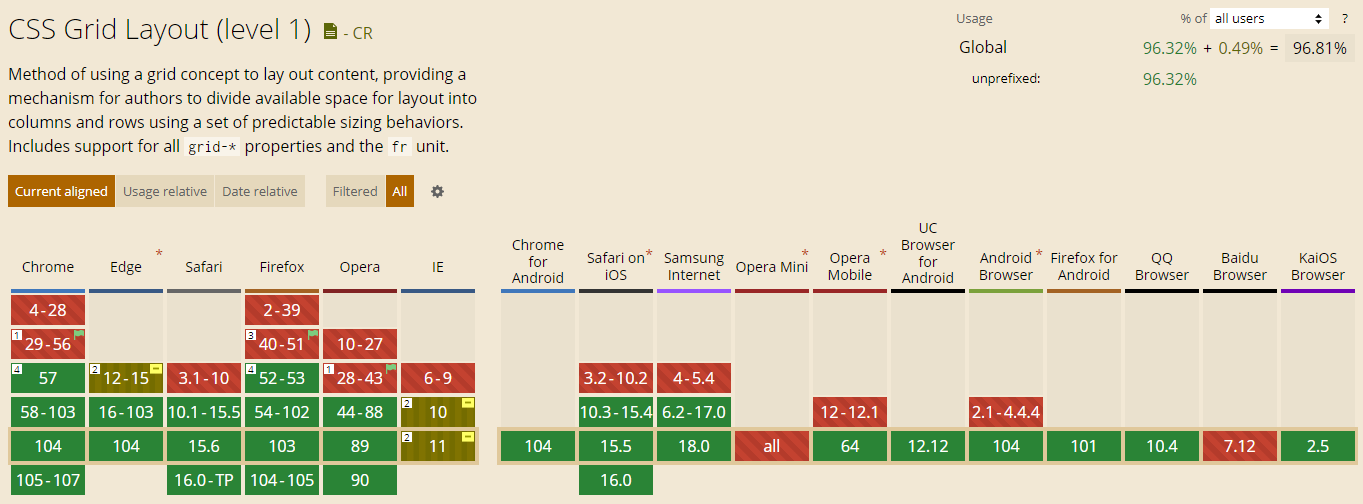 CSS Grid Layout (level 1) - CR
Usage % of all users ?
Global 96.32% + 0.49% = 96.81%
unprefixed: 96.32%
Method of using a grid concept to lay out content, providing a
mechanism for authors to divide available space for layout into
columns and rows using a set of predictable sizing behaviors.
Includes support for all grid-* properties and the fr unit.
Current aligned Usage relative Date relative Filtered All
Chrome Edge * Safari Firefox Opera IE
Chrome for Android
Safari on iOS *
Samsung Internet
Opera Mini *
Opera Mobile *
UC Browser for Android
Android Browser *
Firefox for Android
QQ Browser
Baidu Browser
KaiOS Browser
4-28 2-39
1 29-56 3 40-51 10-27
4 57 2 12-15 3.1-10 4 52-53 1 28-43 6-9 3.2-10.2 4-5.4
58-103 16-103 10.1-15.5 54-102 44-88 2 10 10.3-15.4 6.2-17.0 12-12.1 2.1-4.4.4
104 104 15.6 103 89 2 11 104 15.5 18.0 all 64 12.12 104 101 10.4 7.12 2.5
105-107 16.0-TP 104-105 90 16.0